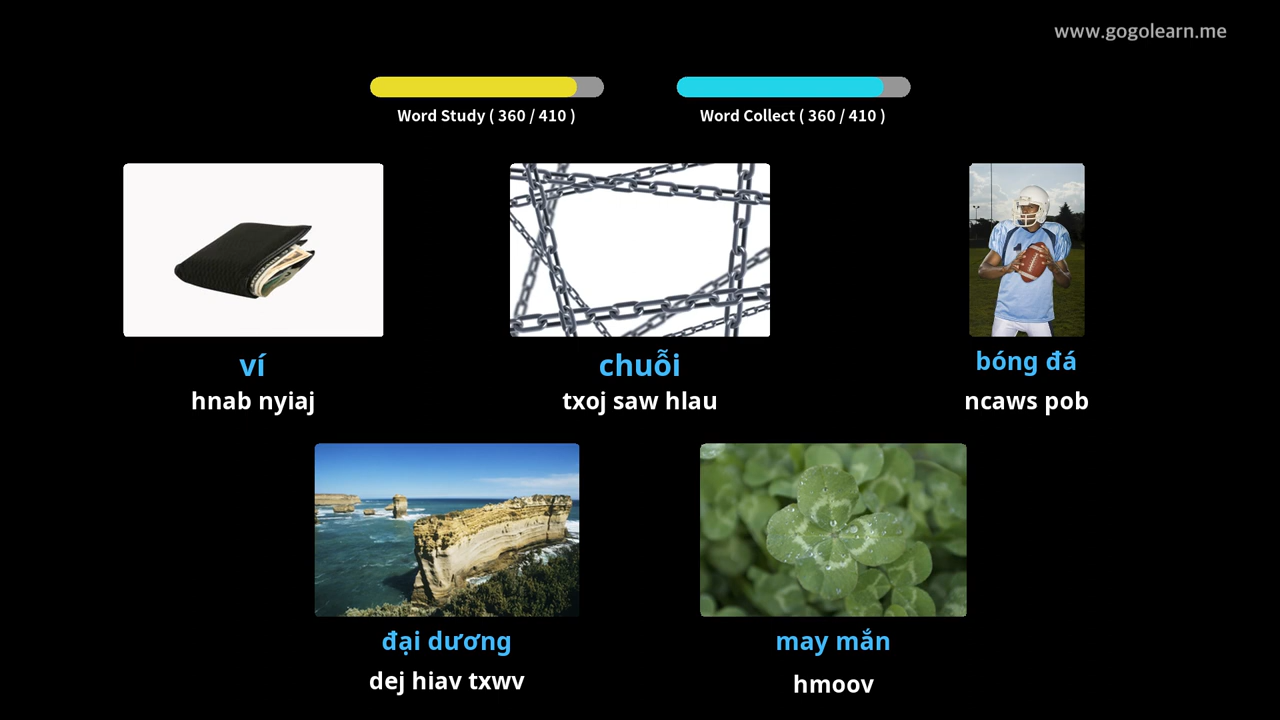 www.gogolearn.me
Word Study ( 360 / 410 )
Word Collect ( 360 / 410 )
ví
hnab nyiaj
chuỗi
txoj saw hlau
bóng đá
ncaws pob
đại dương
dej hiav txwv
may mắn
hmoov